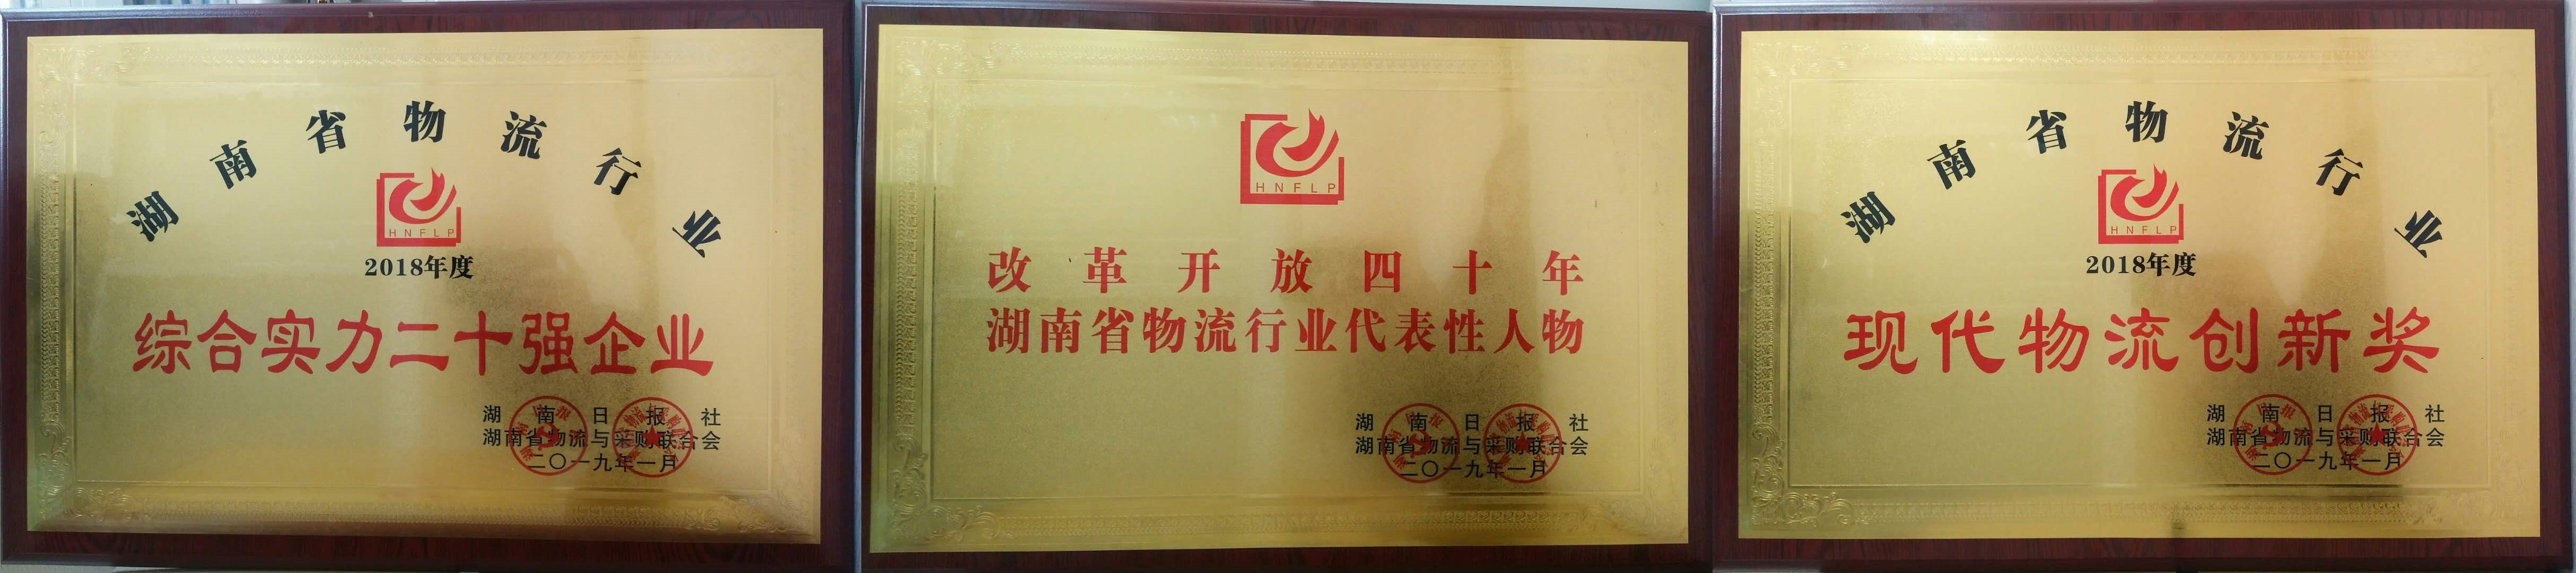 湖南省物流行业
HNFLP
2018年度
综合实力二十强企业
湖南日报社
湖南省物流与采购联合会
二〇一九年一月
HNFLP
改革开放四十年
湖南省物流行业代表性人物
湖南日报社
湖南省物流与采购联合会
二〇一九年一月
湖南省物流行业
HNFLP
2018年度
现代物流创新奖
湖南日报社
湖南省物流与采购联合会
二〇一九年一月